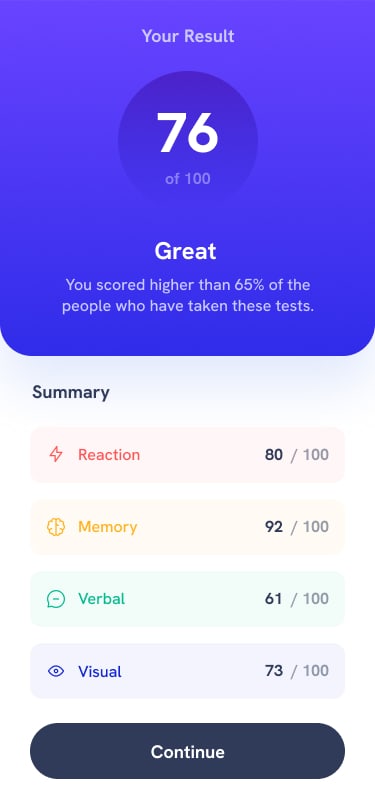 Your Result
76
of 100
Great
You scored higher than 65% of the
people who have taken these tests.
Summary
Reaction 80 / 100
Memory 92 / 100
Verbal 61 / 100
Visual 73 / 100
Continue